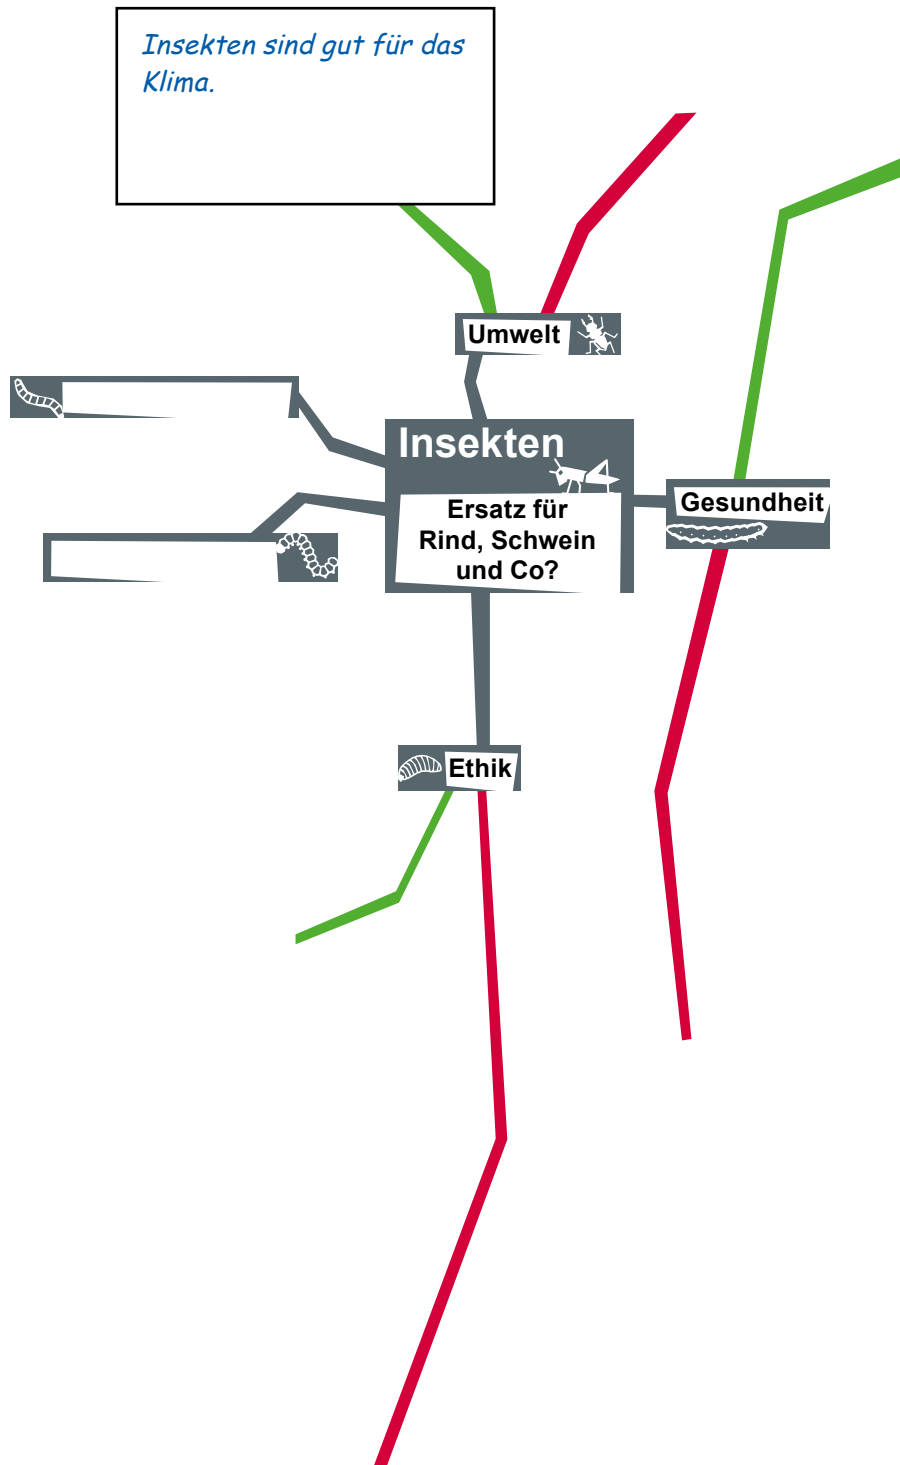 Insekten sind gut für das
Klima.
Umwelt
Insekten
Ersatz für
Rind, Schwein
und Co?
Gesundheit
Ethik